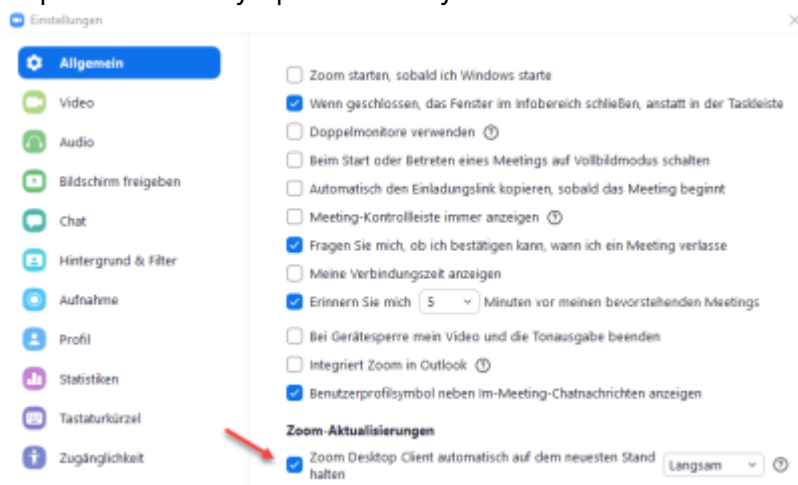 Einstellungen
Allgemein
Video
Audio
Bildschirm freigeben
Chat
Hintergrund & Filter
Aufnahme
Profil
Statistiken
Tastaturkürzel
Zugänglichkeit
Zoom starten, sobald ich Windows starte
Wenn geschlossen, das Fenster im Infobereich schließen, anstatt in der Taskleiste
Doppelmonitore verwenden
Beim Start oder Betreten eines Meetings auf Vollbildmodus schalten
Automatisch den Einladungslink kopieren, sobald das Meeting beginnt
Meeting-Kontrollleiste immer anzeigen
Fragen Sie mich, ob ich bestätigen kann, wann ich ein Meeting verlasse
Meine Verbindungszeit anzeigen
Erinnern Sie mich 5 Minuten vor meinen bevorstehenden Meetings
Bei Gerätesperre mein Video und die Tonausgabe beenden
Integriert Zoom in Outlook
Benutzerprofilsymbol neben Im-Meeting-Chatnachrichten anzeigen
Zoom-Aktualisierungen
Zoom Desktop Client automatisch auf dem neuesten Stand
halten
Langsam